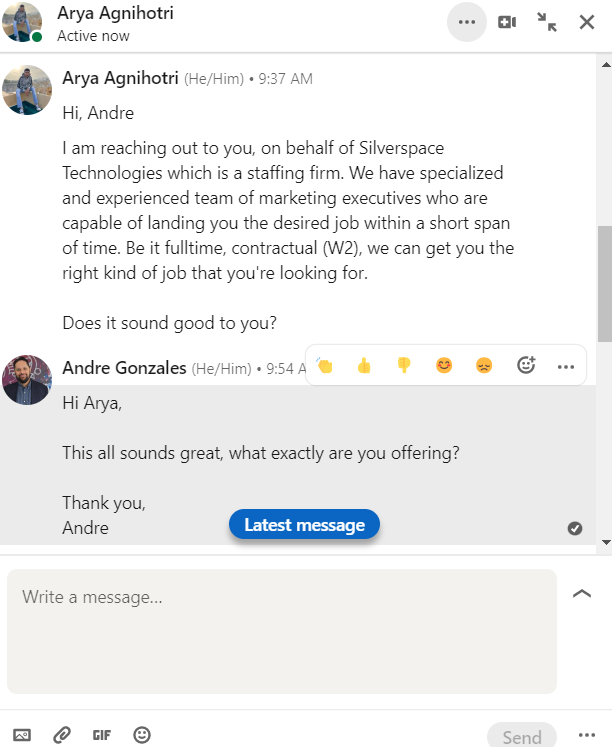 Arya Agnihotri
Active now
Arya Agnihotri (He/Him) • 9:37 AM
Hi, Andre
I am reaching out to you, on behalf of Silverspace
Technologies which is a staffing firm. We have specialized
and experienced team of marketing executives who are
capable of landing you the desired job within a short span
of time. Be it fulltime, contractual (W2), we can get you the
right kind of job that you're looking for.
Does it sound good to you?
Andre Gonzales (He/Him) • 9:54 A
Hi Arya,
This all sounds great, what exactly are you offering?
Thank you,
Andre
Latest message
Write a message...
GIF
Send